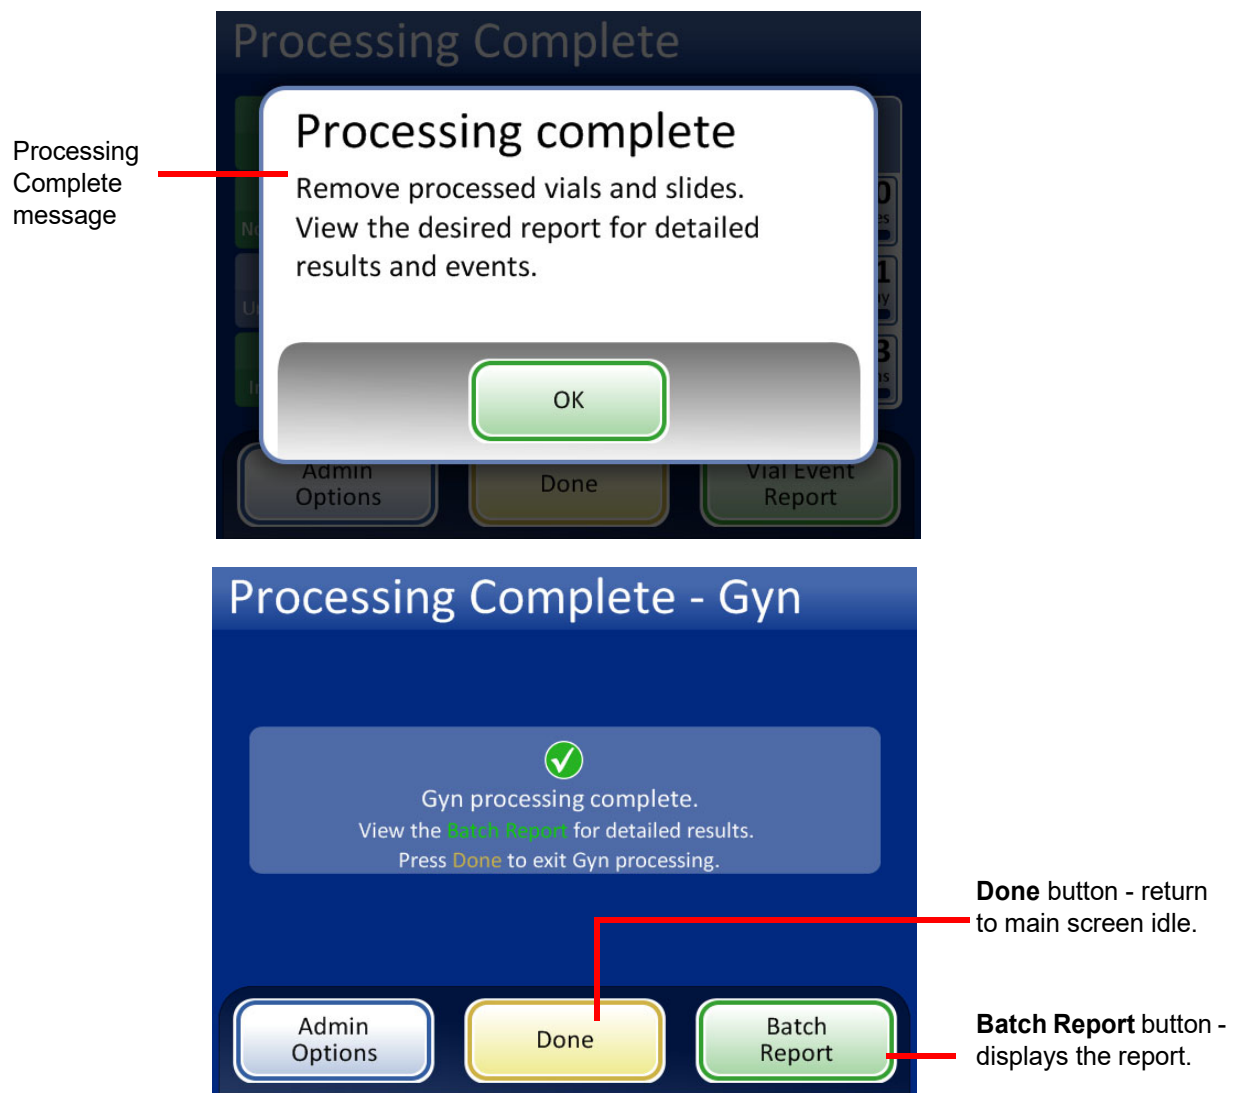 Processing Complete
Processing
Complete
message
Processing complete
Remove processed vials and slides.
View the desired report for detailed
results and events.
OK
Admin
Options
Done
Vial Event
Report
Processing Complete - Gyn
Gyn processing complete.
View the Batch Report for detailed results.
Press Done to exit Gyn processing.
Done button - return
to main screen idle.
Admin
Options
Done
Batch
Report
Batch Report button -
displays the report.